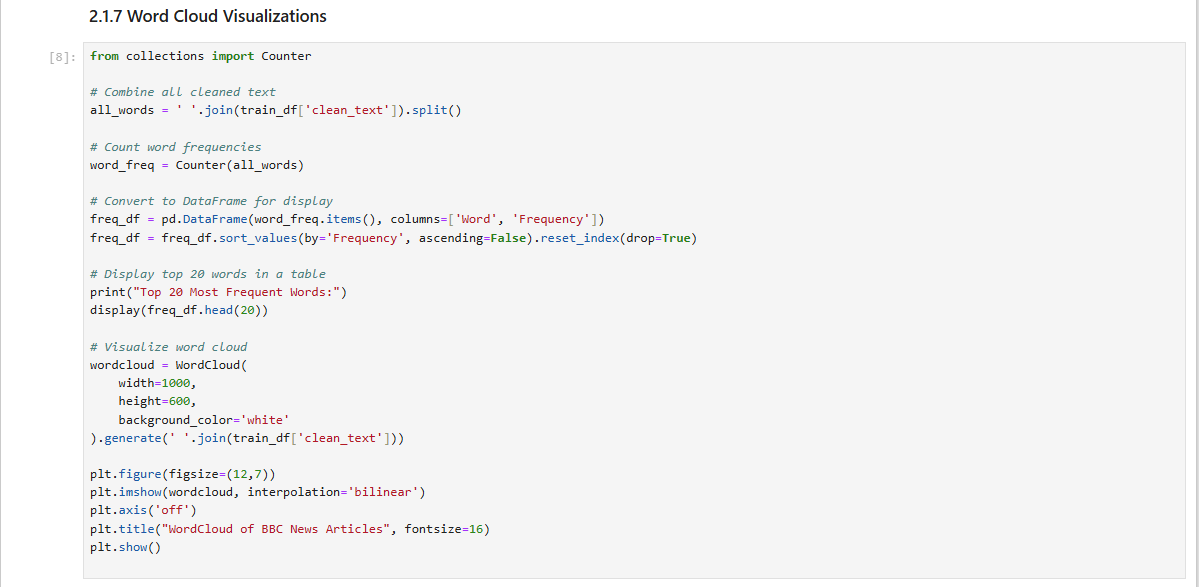 2.1.7 Word Cloud Visualizations
[8]:
from collections import Counter
# Combine all cleaned text
all_words = ' '.join(train_df['clean_text']).split()
# Count word frequencies
word_freq = Counter(all_words)
# Convert to DataFrame for display
freq_df = pd.DataFrame(word_freq.items(), columns=['Word', 'Frequency'])
freq_df = freq_df.sort_values(by='Frequency', ascending=False).reset_index(drop=True)
# Display top 20 words in a table
print("Top 20 Most Frequent Words:")
display(freq_df.head(20))
# Visualize word cloud
wordcloud = WordCloud(
    width=1000,
    height=600,
    background_color='white'
).generate(' '.join(train_df['clean_text']))
plt.figure(figsize=(12,7))
plt.imshow(wordcloud, interpolation='bilinear')
plt.axis('off')
plt.title("WordCloud of BBC News Articles", fontsize=16)
plt.show()